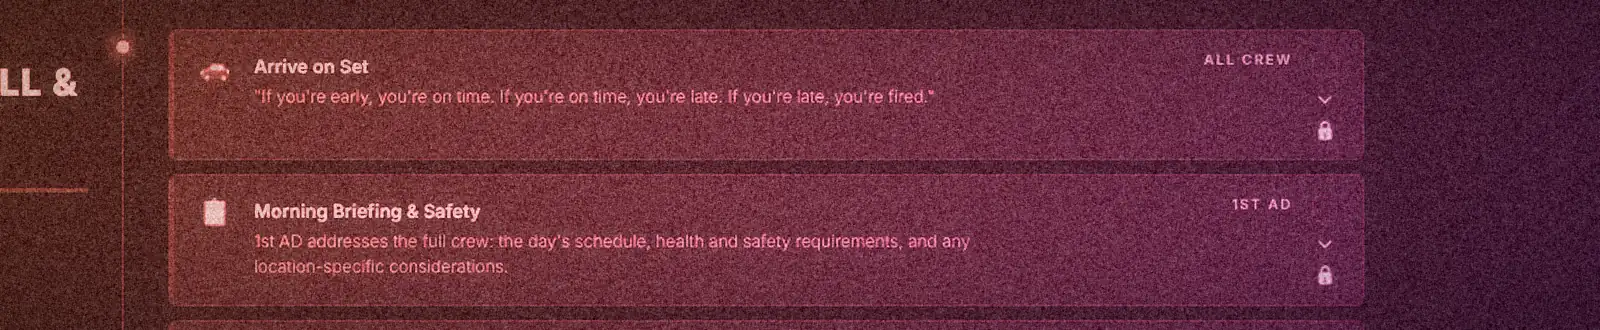 LL &
Arrive on Set
ALL CREW
"If you're early, you're on time. If you're on time, you're late. If you're late, you're fired."
Morning Briefing & Safety
1ST AD
1st AD addresses the full crew: the day's schedule, health and safety requirements, and any
location-specific considerations.